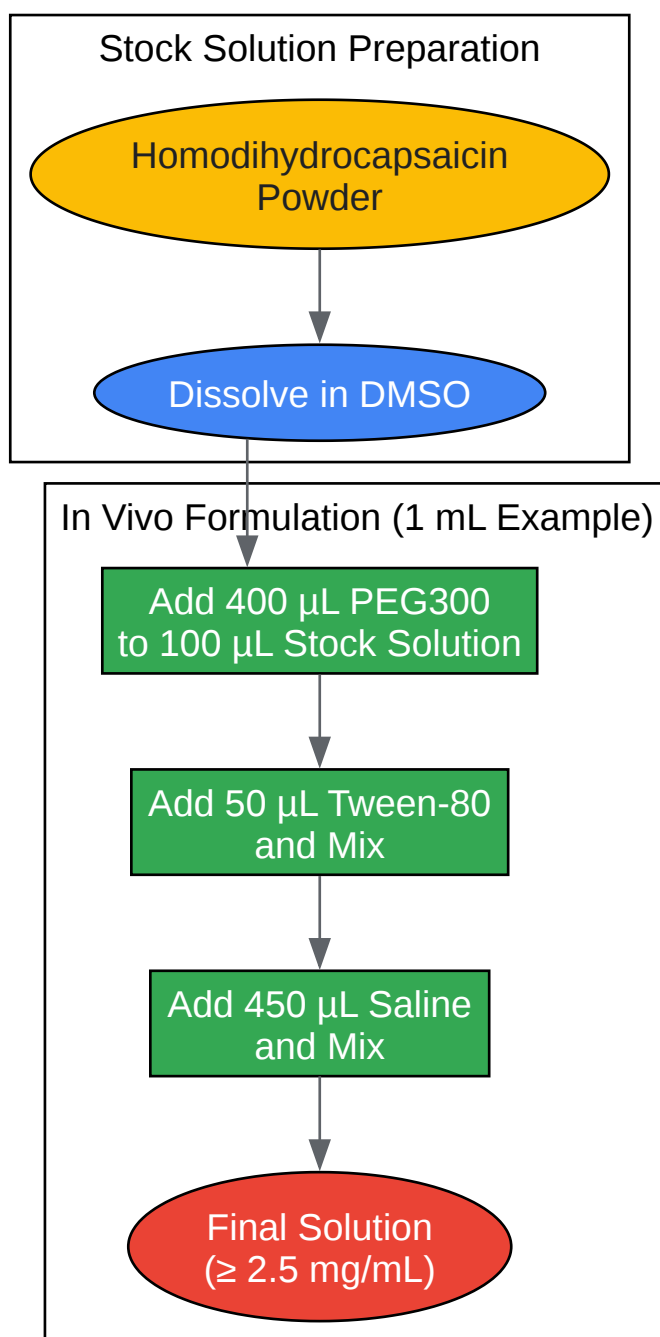 Stock Solution Preparation
Homodihydrocapsaicin
Powder
Dissolve in DMSO
In Vivo Formulation (1 mL Example)
Add 400 µL PEG300
to 100 µL Stock Solution
Add 50 µL Tween-80
and Mix
Add 450 µL Saline
and Mix
Final Solution
(≥ 2.5 mg/mL)